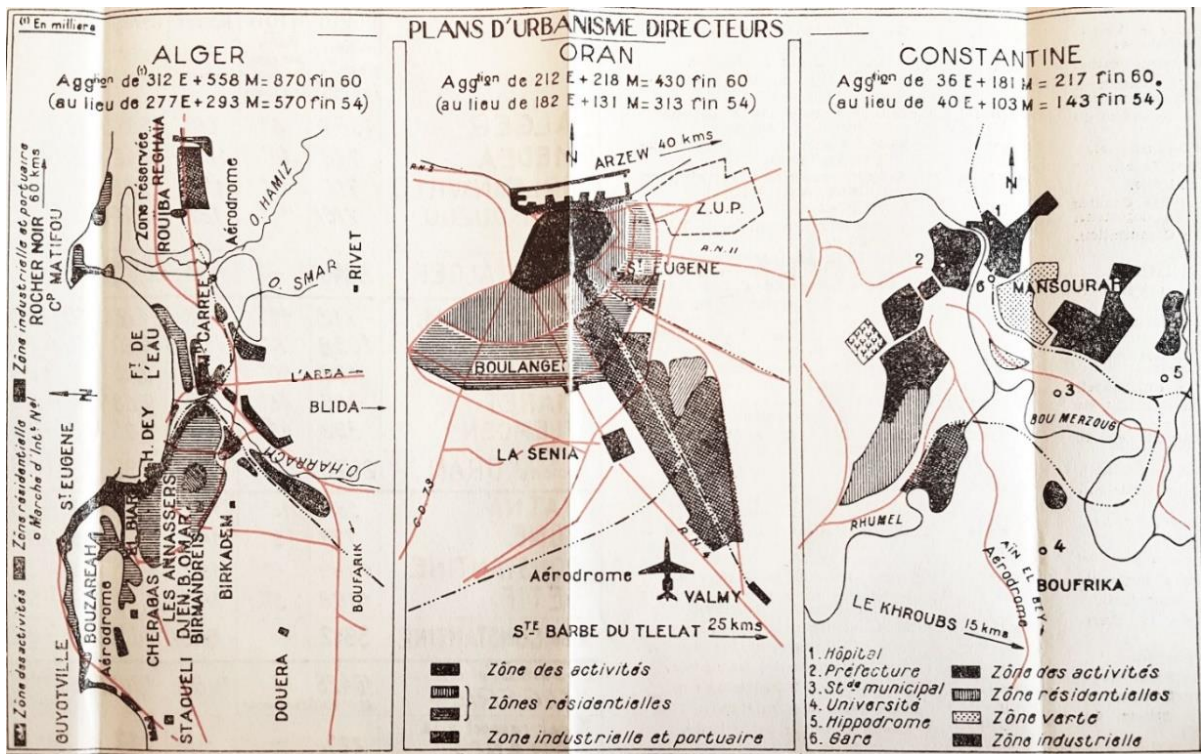 (1) En milliers
PLANS D'URBANISME DIRECTEURS
ALGER
Aggtion de (1) 312 E + 558 M = 870 fin 60
(au lieu de 277 E + 293 M = 570 fin 54)
Zône des activités
Zône résidentielle
Zône industrielle et portuaire
o Marché d'Intt Nal
ROCHER NOIR 60 kms
CP MATIFOU
Zone réservée
ROUIBA REGHAÏA
Aérodrome
O. HAMIZ
O. SMAR
RIVET
FT DE
L'EAU
CARRÉE
L'ARBA
BLIDA
N
ST EUGENE
H. DEY
O. HARRACH
EL BIAR
BOUZAREAH
GUYOTVILLE
Aérodrome
CHERAGAS
LES ANNASSERS
DJEN. B. OMAR
BIRMANDREIS
BIRKADEM
STAOUELI
DOUERA
BOUFARIK
ORAN
Aggtion de 212 E + 218 M = 430 fin 60
(au lieu de 182 E + 131 M = 313 fin 54)
N
ARZEW 40 kms
R.N. 2
Z.U.P.
R.N. 11
ST EUGENE
BOULANGER
LA SENIA
R.N. 4
Aérodrome
VALMY
STE BARBE DU TLELAT 25 kms
Zône des activités
Zônes résidentielles
Zone industrielle et portuaire
CONSTANTINE
Aggtion de 36 E + 181 M = 217 fin 60.
(au lieu de 40 E + 103 M = 143 fin 54)
N
1
2
6
MANSOURAH
5
3
BOU MERZOUG
RHUMEL
4
BOUFRIKA
AÏN EL BEY
Aérodrome
LE KHROUBS 15 kms
1. Hôpital
2. Préfecture
3. Stde municipal
4. Université
5. Hippodrome
6. Gare
Zône des activités
Zône résidentielles
Zône verte
Zône industrielle